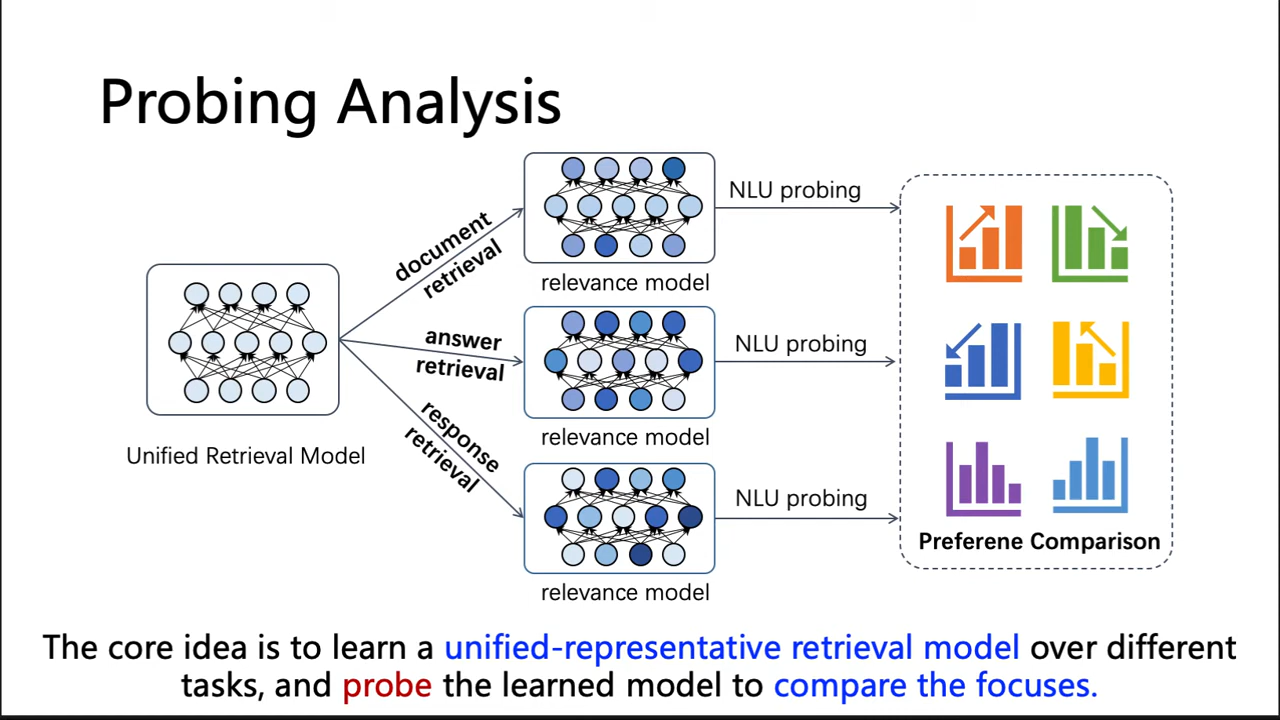 Probing Analysis
document
retrieval
NLU probing
relevance model
answer
retrieval
NLU probing
relevance model
Unified Retrieval Model
response
retrieval
NLU probing
relevance model
Preferene Comparison
The core idea is to learn a unified-representative retrieval model over different
tasks, and probe the learned model to compare the focuses.